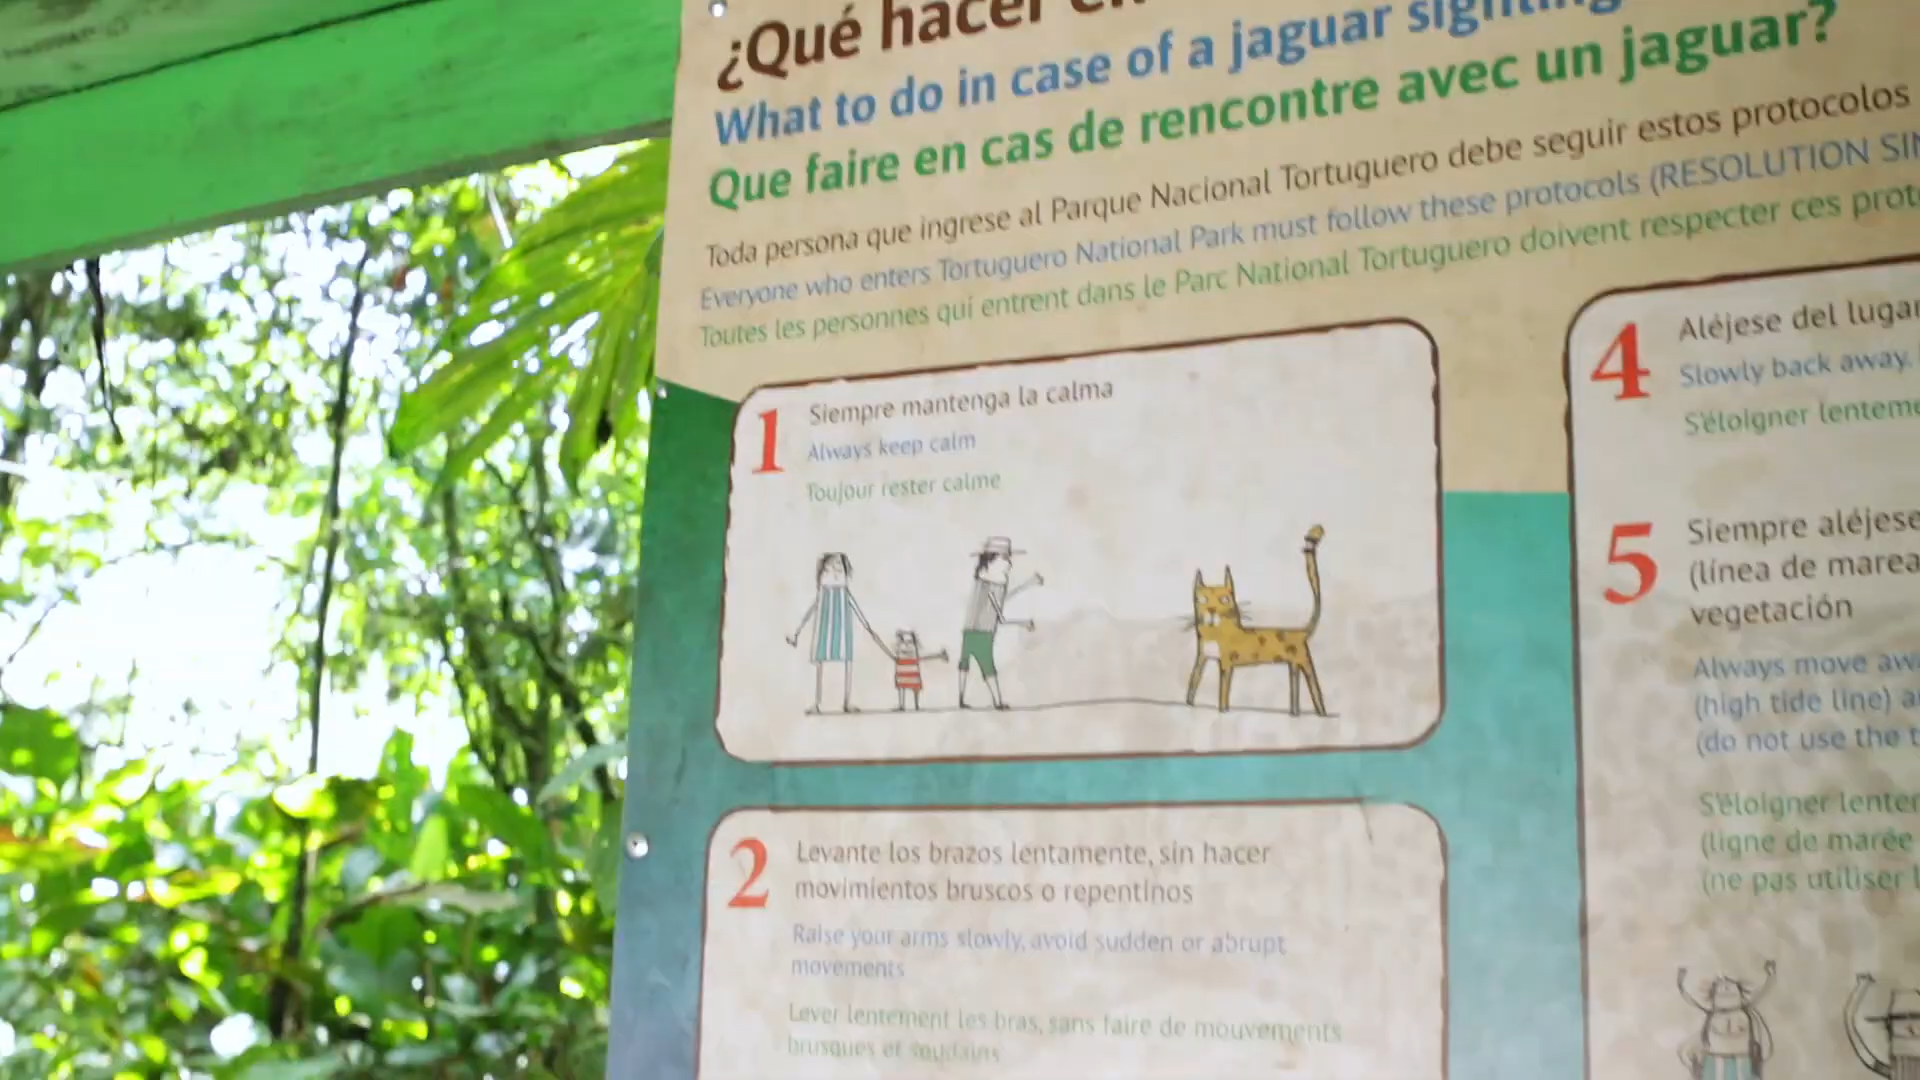 ¿Qué hacer
What to do in case of a jaguar sighting
Que faire en cas de rencontre avec un jaguar?
Toda persona que ingrese al Parque Nacional Tortuguero debe seguir estos protocolos
Everyone who enters Tortuguero National Park must follow these protocols (RESOLUTION
Toutes les personnes qui entrent dans le Parc National Tortuguero doivent respecter ces
1
Siempre mantenga la calma
Always keep calm
Toujour rester calme
2
Levante los brazos lentamente, sin hacer
movimientos bruscos o repentinos
Raise your arms slowly, avoid sudden or abrupt
movements
Lever lentement les bras, sans faire de mouvements
brusques et soudains
4
Aléjese del lugar
Slowly back away.
S'éloigner
5
Siempre aléjese
(línea de marea
vegetación
Always move
(high tide line)
(do not use the
S'éloigner
(ligne de marée
(ne pas utiliser